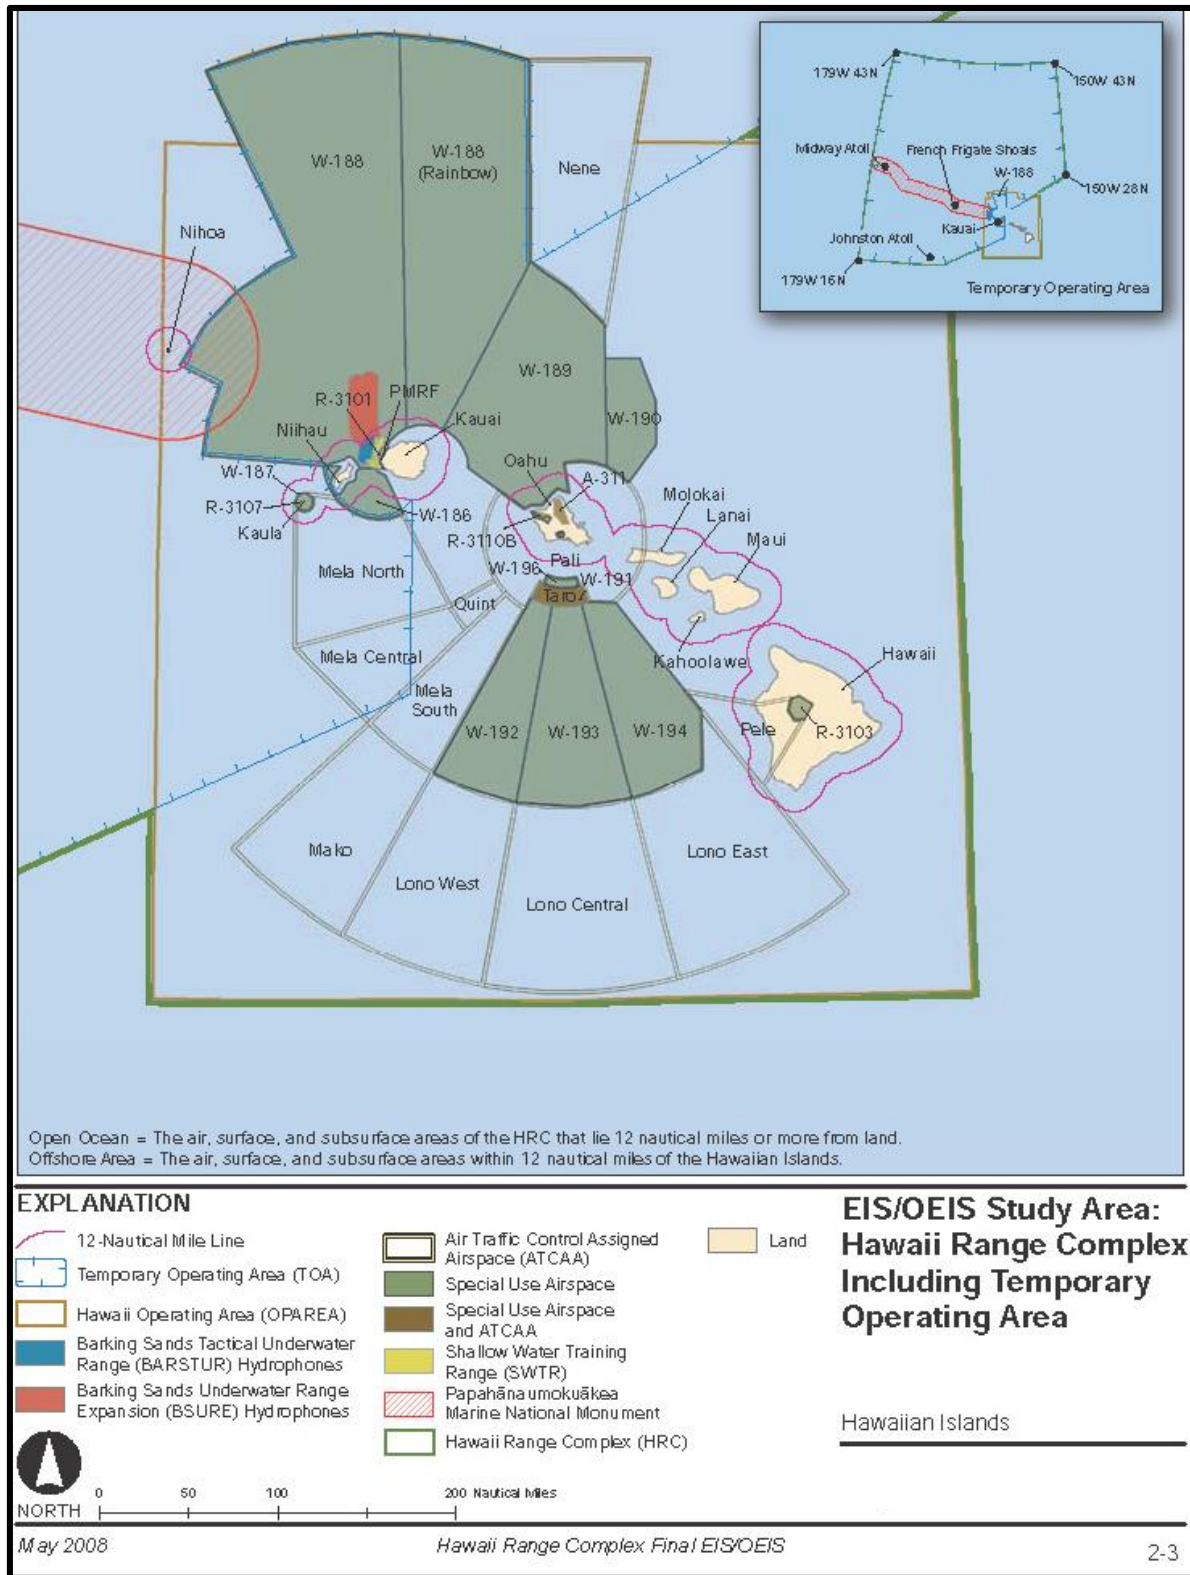 179W 43N
150W 43N
Midway Atoll
French Frigate Shoals
W-188
150W 28N
Kauai
Johnston Atoll
179W 16N
Temporary Operating Area
W-188
W-188
(Rainbow)
Nene
Nihoa
W-189
R-3101
PMRF
Kauai
W-190
Niihau
Oahu
W-187
A-311
Molokai
R-3107
W-186
Lanai
Kaula
R-3110B
Maui
Pali
Mela North
W-196
W-191
Quint
Taro
Mela Central
Kahoolawe
Hawaii
Mela
South
W-192
W-193
W-194
Pele
R-3103
Mako
Lono East
Lono West
Lono Central
Open Ocean = The air, surface, and subsurface areas of the HRC that lie 12 nautical miles or more from land.
Offshore Area = The air, surface, and subsurface areas within 12 nautical miles of the Hawaiian Islands.
EXPLANATION
12-Nautical Mile Line
Temporary Operating Area (TOA)
Hawaii Operating Area (OPAREA)
Barking Sands Tactical Underwater
Range (BARSTUR) Hydrophones
Barking Sands Underwater Range
Expansion (BSURE) Hydrophones
Air Traffic Control Assigned
Airspace (ATCAA)
Special Use Airspace
Special Use Airspace
and ATCAA
Shallow Water Training
Range (SWTR)
Papahānaumokuākea
Marine National Monument
Hawaii Range Complex (HRC)
Land
EIS/OEIS Study Area:
Hawaii Range Complex
Including Temporary
Operating Area
Hawaiian Islands
NORTH
0 50 100 200 Nautical Miles
May 2008
Hawaii Range Complex Final EIS/OEIS
2-3